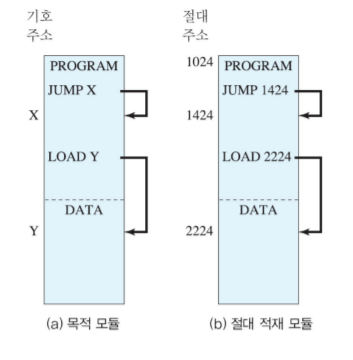 기호
주소
PROGRAM
JUMP X
X
LOAD Y
DATA
Y
(a) 목적 모듈
절대
주소
1024
PROGRAM
JUMP 1424
1424
LOAD 2224
DATA
2224
(b) 절대 적재 모듈